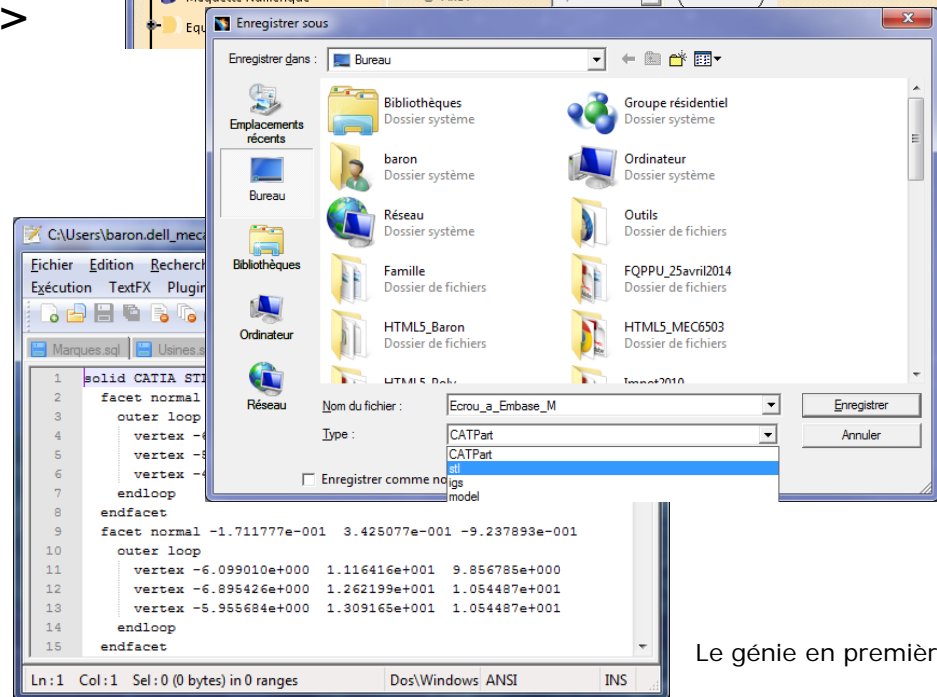 >
Maquette Numérique
Equ
Enregistrer sous
Enregistrer dans :
Bureau
Emplacements récents
Bureau
Bibliothèques
Ordinateur
Réseau
Bibliothèques
Dossier système
Groupe résidentiel
Dossier système
baron
Dossier système
Ordinateur
Dossier système
Réseau
Dossier système
Outils
Dossier de fichiers
Famille
Dossier de fichiers
FQPPU_25avril2014
Dossier de fichiers
HTML5_Baron
Dossier de fichiers
HTML5_MEC6503
Dossier de fichiers
Nom du fichier :
Ecrou_a_Embase_M
Enregistrer
Type :
CATPart
Annuler
CATPart
stl
igs
model
Enregistrer comme no
C:\Users\baron.dell_meca
Fichier Edition Recherch
Exécution TextFX Plugin
Marques.sql Usines.s
1 solid CATIA STI
2 facet normal
3 outer loop
4 vertex -6
5 vertex -5
6 vertex -4
7 endloop
8 endfacet
9 facet normal -1.711777e-001 3.425077e-001 -9.237893e-001
10 outer loop
11 vertex -6.099010e+000 1.116416e+001 9.856785e+000
12 vertex -6.895426e+000 1.262199e+001 1.054487e+001
13 vertex -5.955684e+000 1.309165e+001 1.054487e+001
14 endloop
15 endfacet
Ln : 1 Col : 1 Sel : 0 (0 bytes) in 0 ranges Dos\Windows ANSI INS
Le génie en premièr